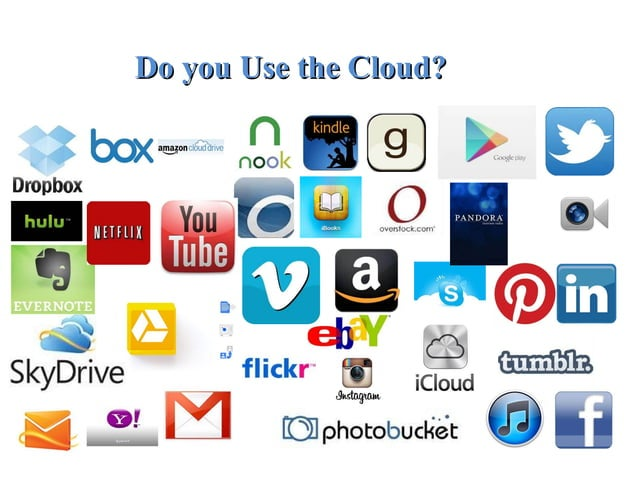 Do you Use the Cloud?
Dropbox
box
amazon cloud drive
nook
kindle
g
Google play
hulu
NETFLIX
You
Tube
iBooks
O
overstock.com
PANDORA
EVERNOTE
v
a
S
P
in
SkyDrive
ebaY
flickr
Instagram
iCloud
tumblr.
Y!
M
photobucket
f